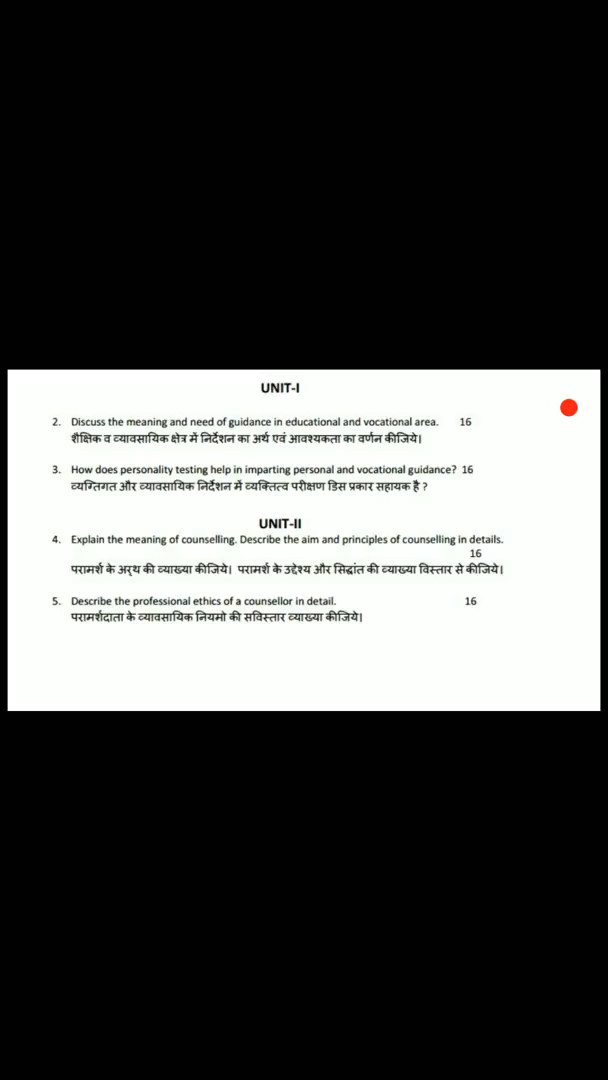 UNIT-I
2. Discuss the meaning and need of guidance in educational and vocational area. 16
शैक्षिक व व्यावसायिक क्षेत्र में निर्देशन का अर्थ एवं आवश्यकता का वर्णन कीजिये।
3. How does personality testing help in imparting personal and vocational guidance? 16
व्यग्तिगत और व्यावसायिक निर्देशन में व्यक्तित्व परीक्षण डिस प्रकार सहायक है ?
UNIT-II
4. Explain the meaning of counselling. Describe the aim and principles of counselling in details.
16
परामर्श के अर्‌थ की व्याख्या कीजिये। परामर्श के उद्देश्य और सिद्धांत की व्याख्या विस्तार से कीजिये।
5. Describe the professional ethics of a counsellor in detail. 16
परामर्शदाता के व्यावसायिक नियमो की सविस्तार व्याख्या कीजिये।